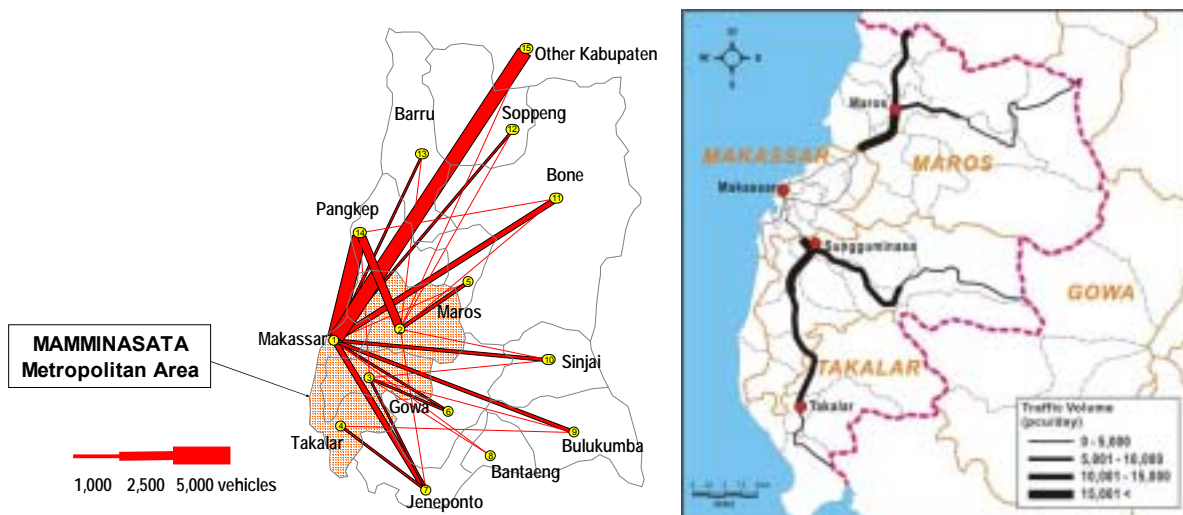 15
Other Kabupaten
Barru
Soppeng
12
13
Bone
11
Pangkep
14
5
Maros
2
Makassar
1
MAMMINASATA
Metropolitan Area
10
Sinjai
3
Gowa
6
Takalar
4
9
Bulukumba
8
Bantaeng
7
Jeneponto
1,000 2,500 5,000 vehicles
Maros
MAKASSAR
MAROS
Makassar
Sungguminasa
GOWA
TAKALAR
Takalar
Traffic Volume
(pcu/day)
0 - 5,000
5,001 - 10,000
10,001 - 15,000
15,001 <